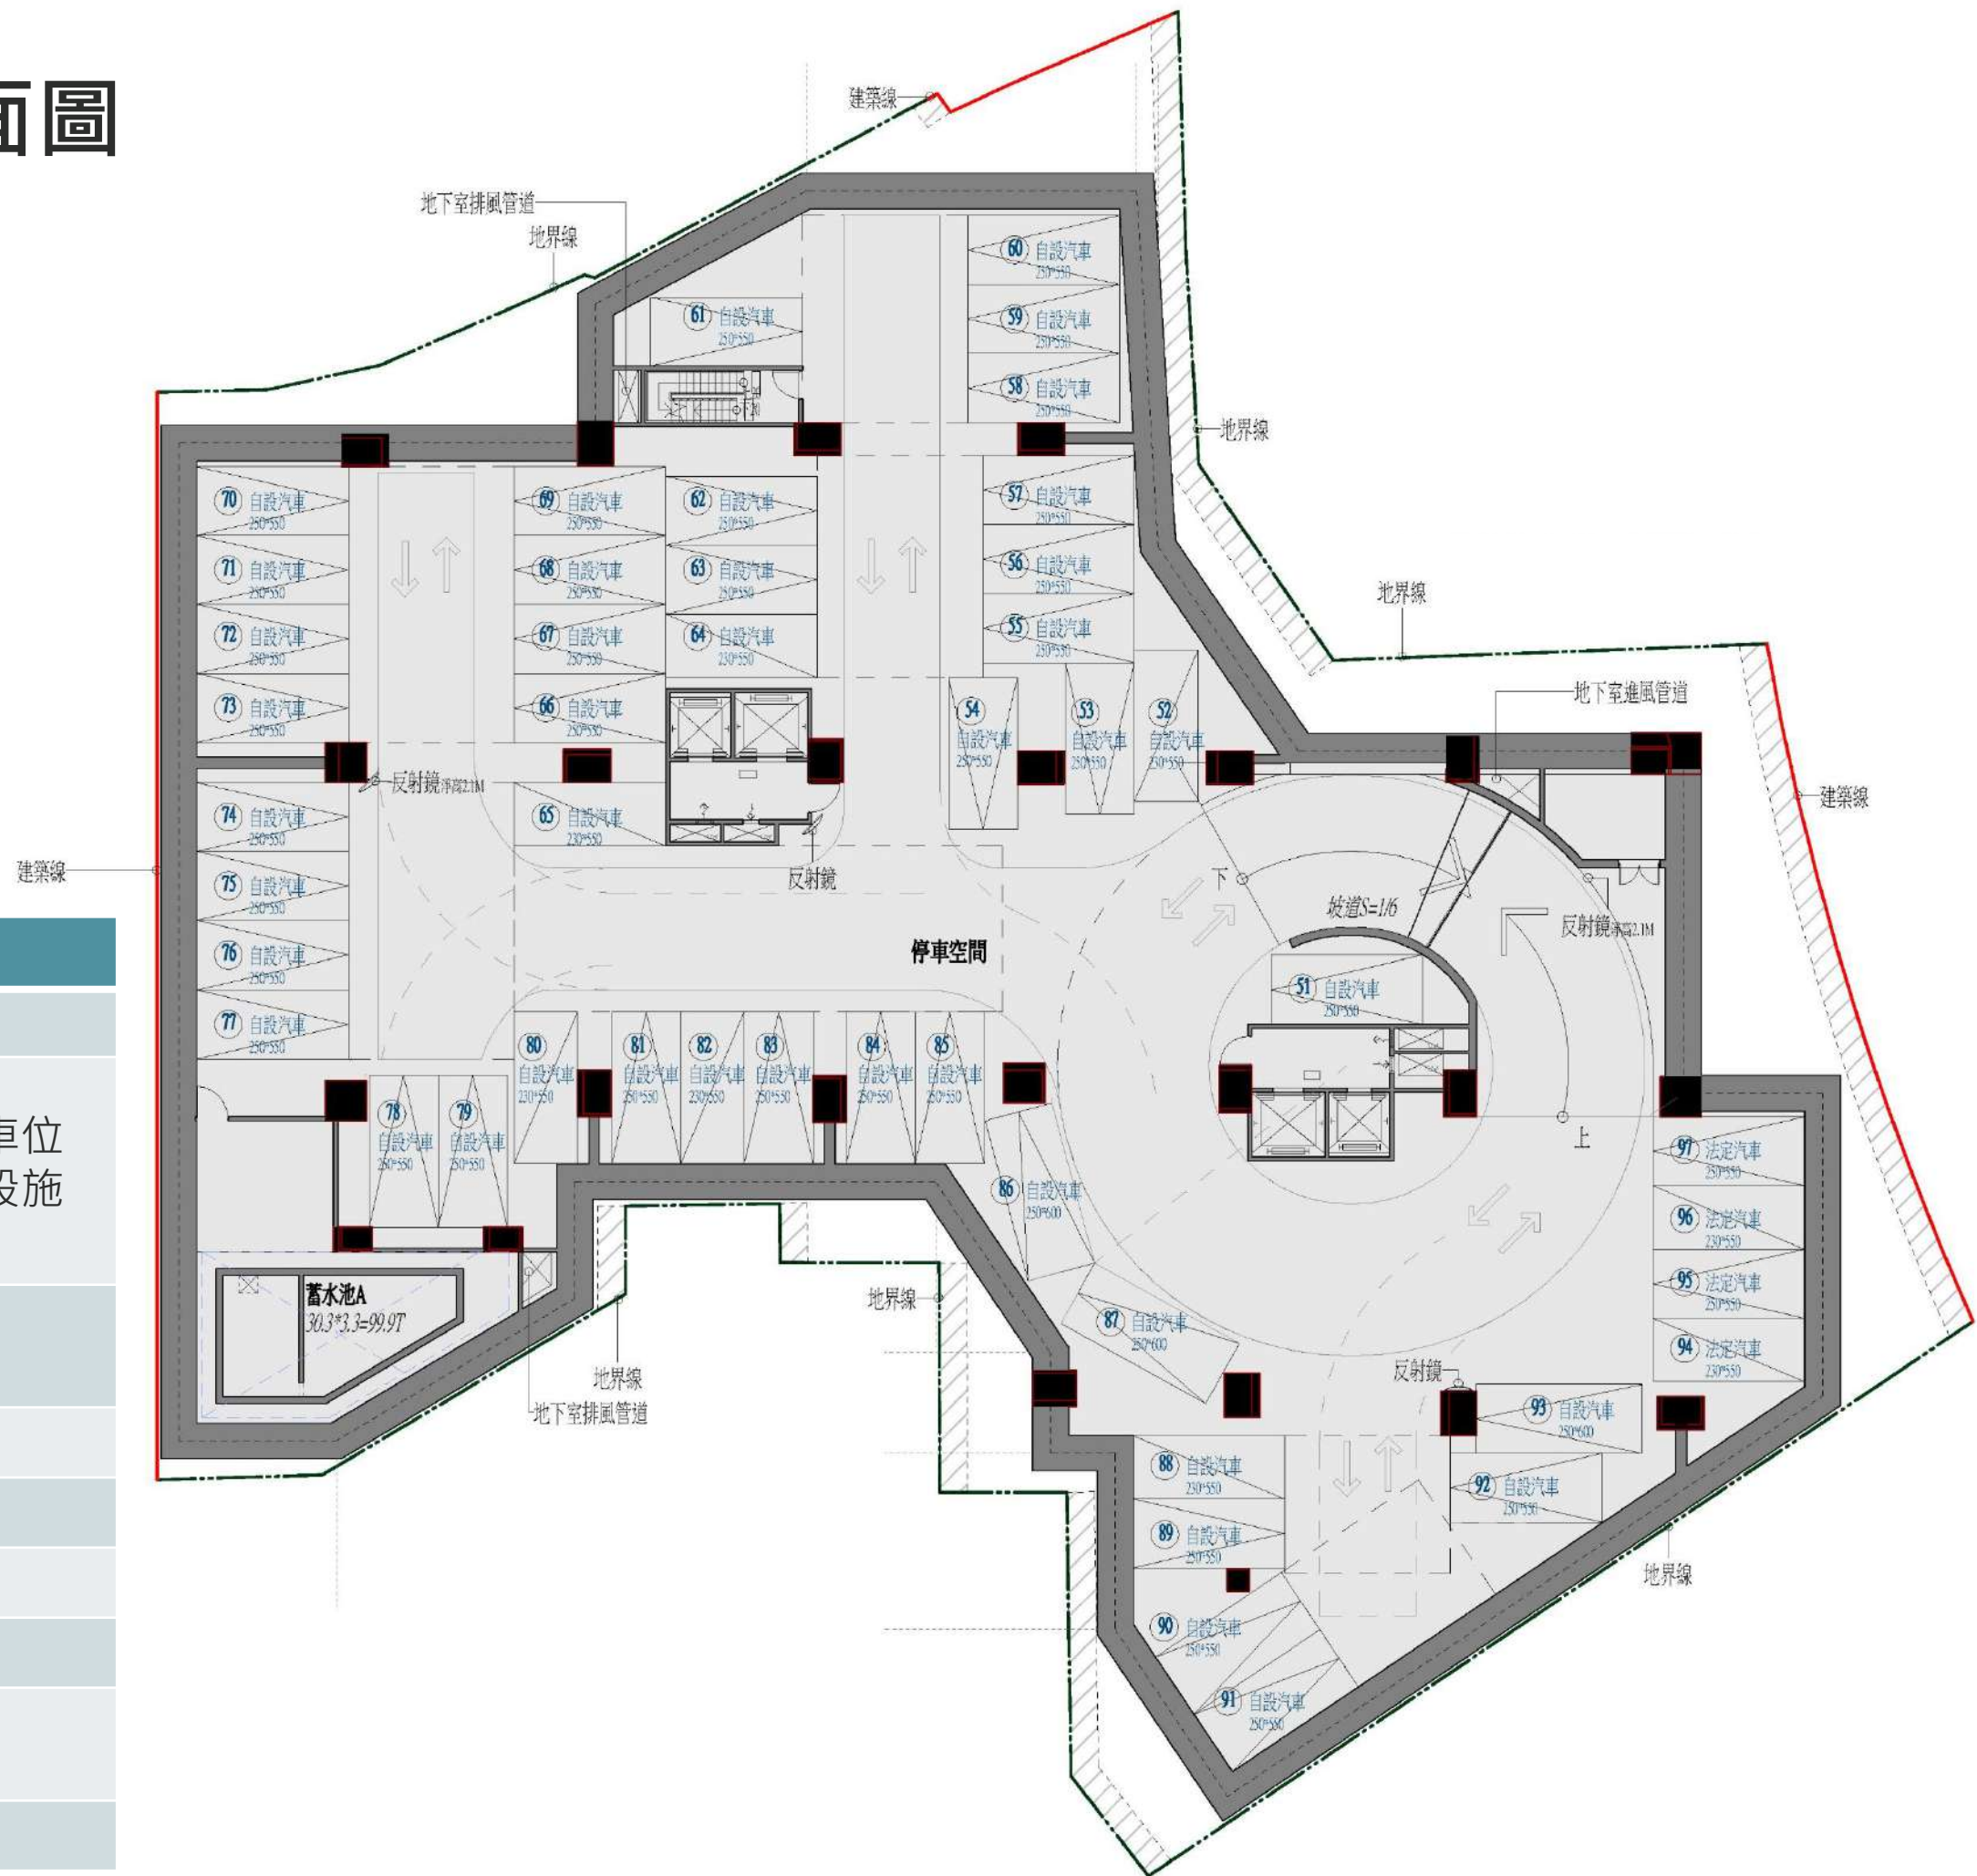 面圖
建築線
地下室排風管道
地界線
60 自設汽車
250*550
61 自設汽車
250*550
59 自設汽車
250*550
58 自設汽車
250*550
地界線
70 自設汽車
250*550
69 自設汽車
250*550
62 自設汽車
250*550
57 自設汽車
250*550
71 自設汽車
250*550
68 自設汽車
250*550
63 自設汽車
250*550
56 自設汽車
250*550
地界線
72 自設汽車
250*550
67 自設汽車
250*550
64 自設汽車
230*550
55 自設汽車
250*550
73 自設汽車
250*550
66 自設汽車
250*550
54
自設汽車
250*550
53
自設汽車
250*550
52
自設汽車
230*550
地下室進風管道
反射鏡淨高2.1M
建築線
74 自設汽車
250*550
65 自設汽車
230*550
建築線
反射鏡
下
75 自設汽車
250*550
坡道S=1/6
反射鏡淨高2.1M
76 自設汽車
250*550
停車空間
51 自設汽車
250*550
77 自設汽車
250*550
80
自設汽車
230*550
81
自設汽車
250*550
82
自設汽車
230*550
83
自設汽車
250*550
84
自設汽車
250*550
85
自設汽車
250*550
78
自設汽車
250*550
79
自設汽車
250*550
上
車位
設施
97 法定汽車
250*550
86 自設汽車
250*600
96 法定汽車
230*550
95 法定汽車
250*550
蓄水池A
30.3*3.3=99.9T
地界線
87 自設汽車
250*600
94 法定汽車
230*550
地界線
反射鏡
地下室排風管道
93 自設汽車
250*600
88 自設汽車
230*550
92 自設汽車
250*550
89 自設汽車
250*550
地界線
90 自設汽車
250*550
91 自設汽車
250*550